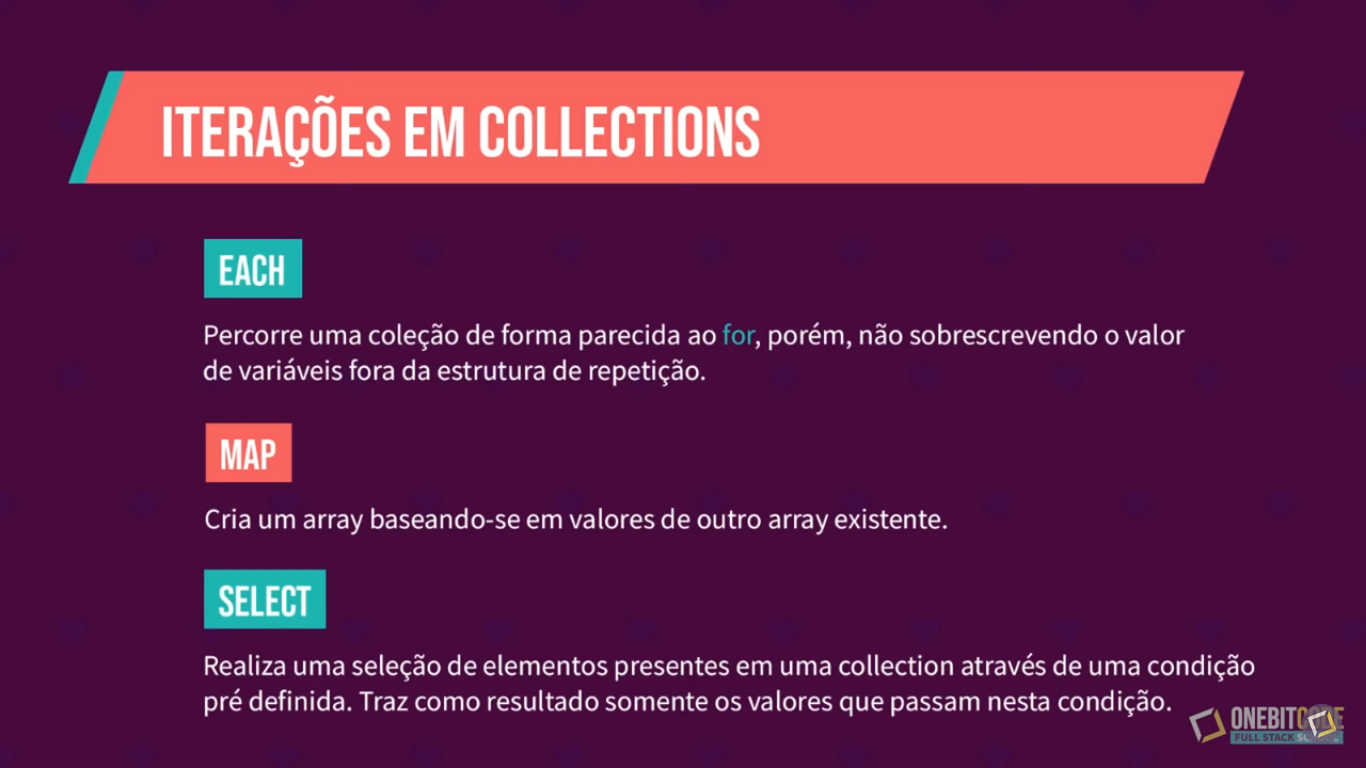 ITERAÇÕES EM COLLECTIONS
EACH
Percorre uma coleção de forma parecida ao for, porém, não sobrescrevendo o valor
de variáveis fora da estrutura de repetição.
MAP
Cria um array baseando-se em valores de outro array existente.
SELECT
Realiza uma seleção de elementos presentes em uma collection através de uma condição
pré definida. Traz como resultado somente os valores que passam nesta condição.
ONEBITCODE
FULL STACK